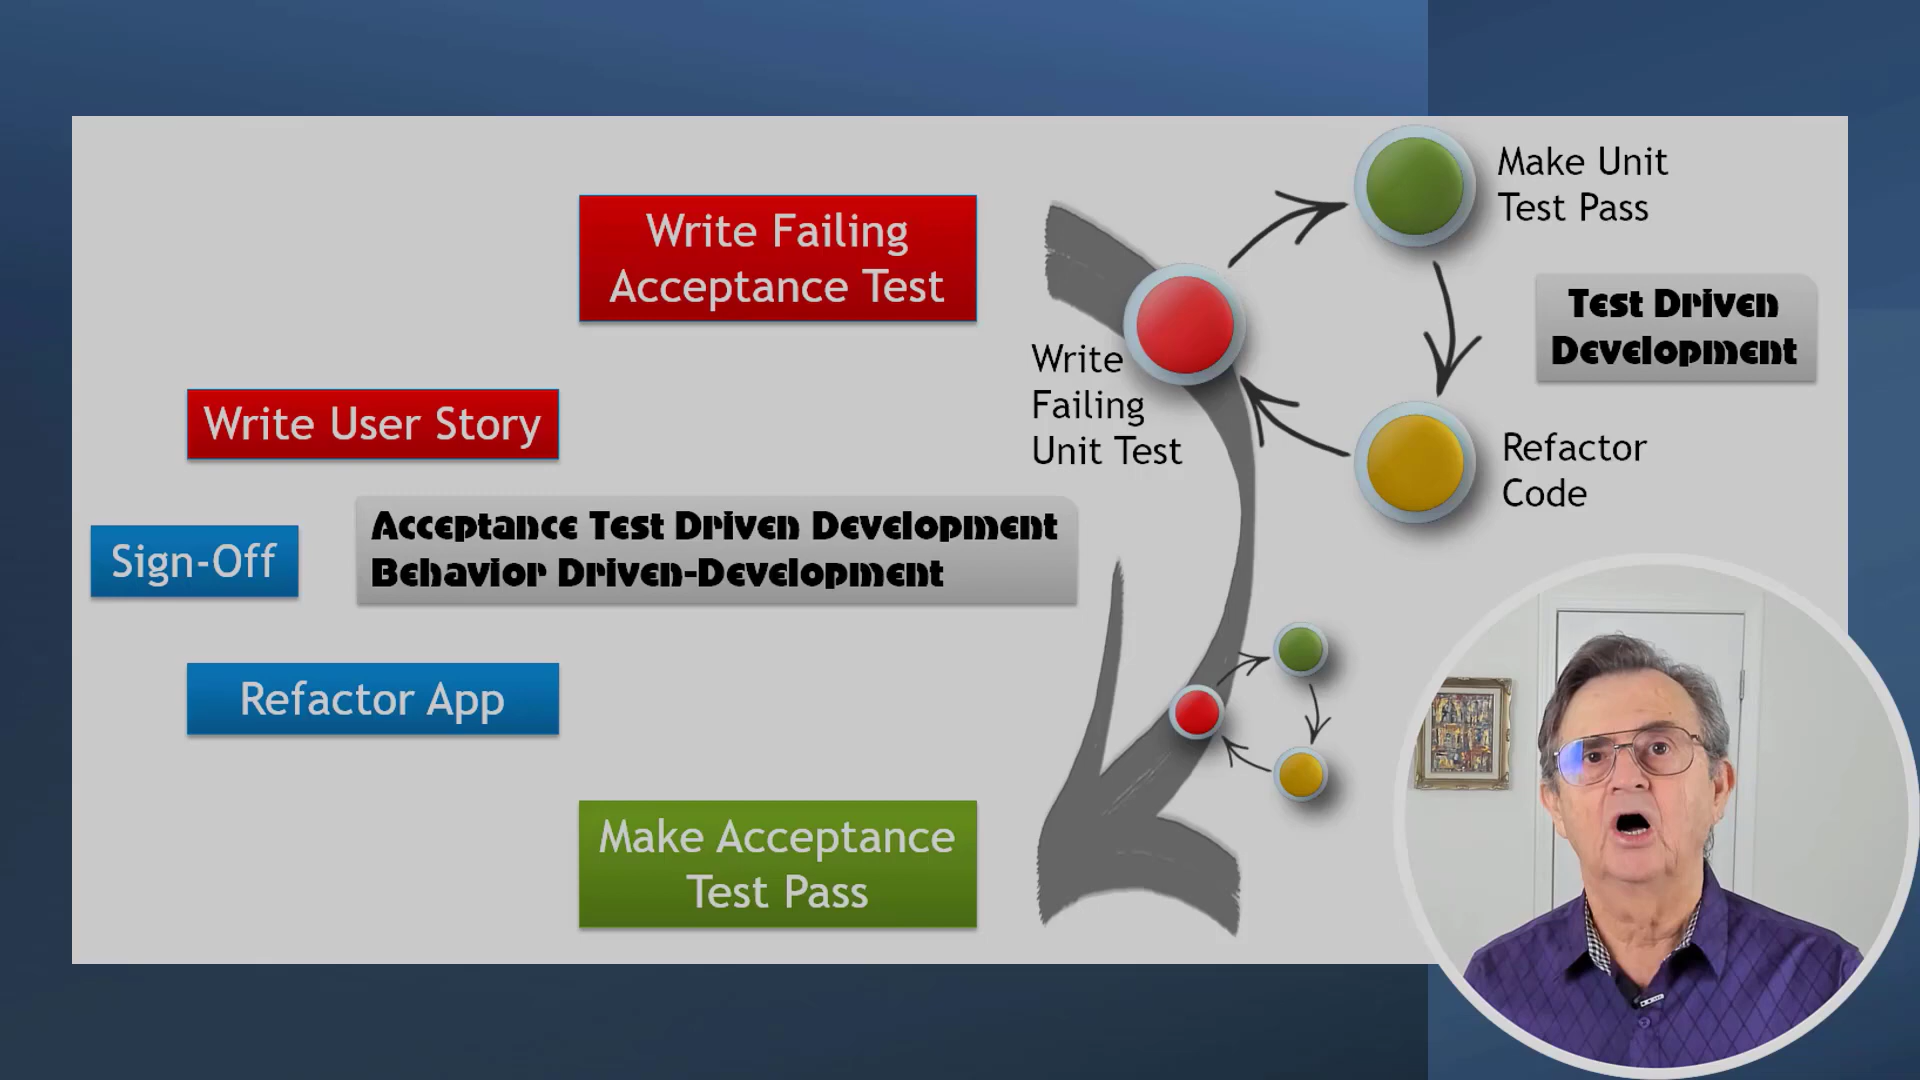 Write Failing
Acceptance Test
Write User Story
Sign-Off
Acceptance Test Driven Development
Behavior Driven-Development
Refactor App
Make Acceptance
Test Pass
Write
Failing
Unit Test
Make Unit
Test Pass
Test Driven
Development
Refactor
Code